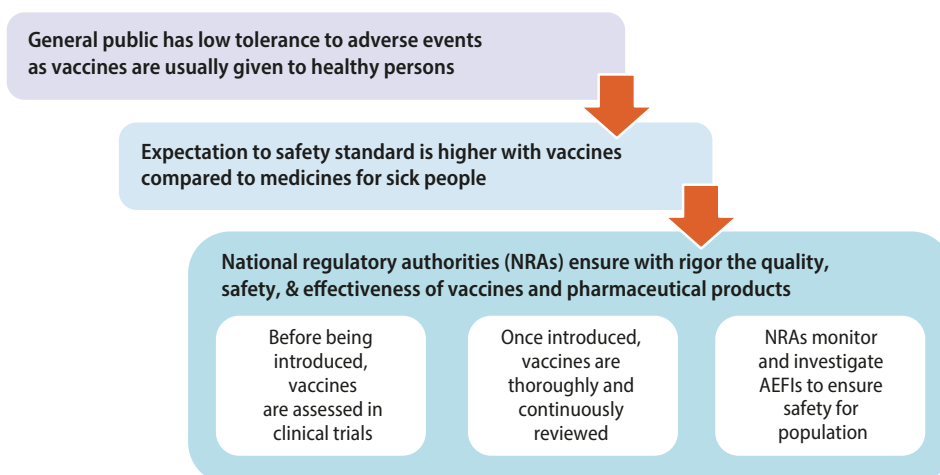 General public has low tolerance to adverse events
as vaccines are usually given to healthy persons
Expectation to safety standard is higher with vaccines
compared to medicines for sick people
National regulatory authorities (NRAs) ensure with rigor the quality,
safety, & effectiveness of vaccines and pharmaceutical products
Before being
introduced,
vaccines
are assessed in
clinical trials
Once introduced,
vaccines are
thoroughly and
continuously
reviewed
NRAs monitor
and investigate
AEFIs to ensure
safety for
population